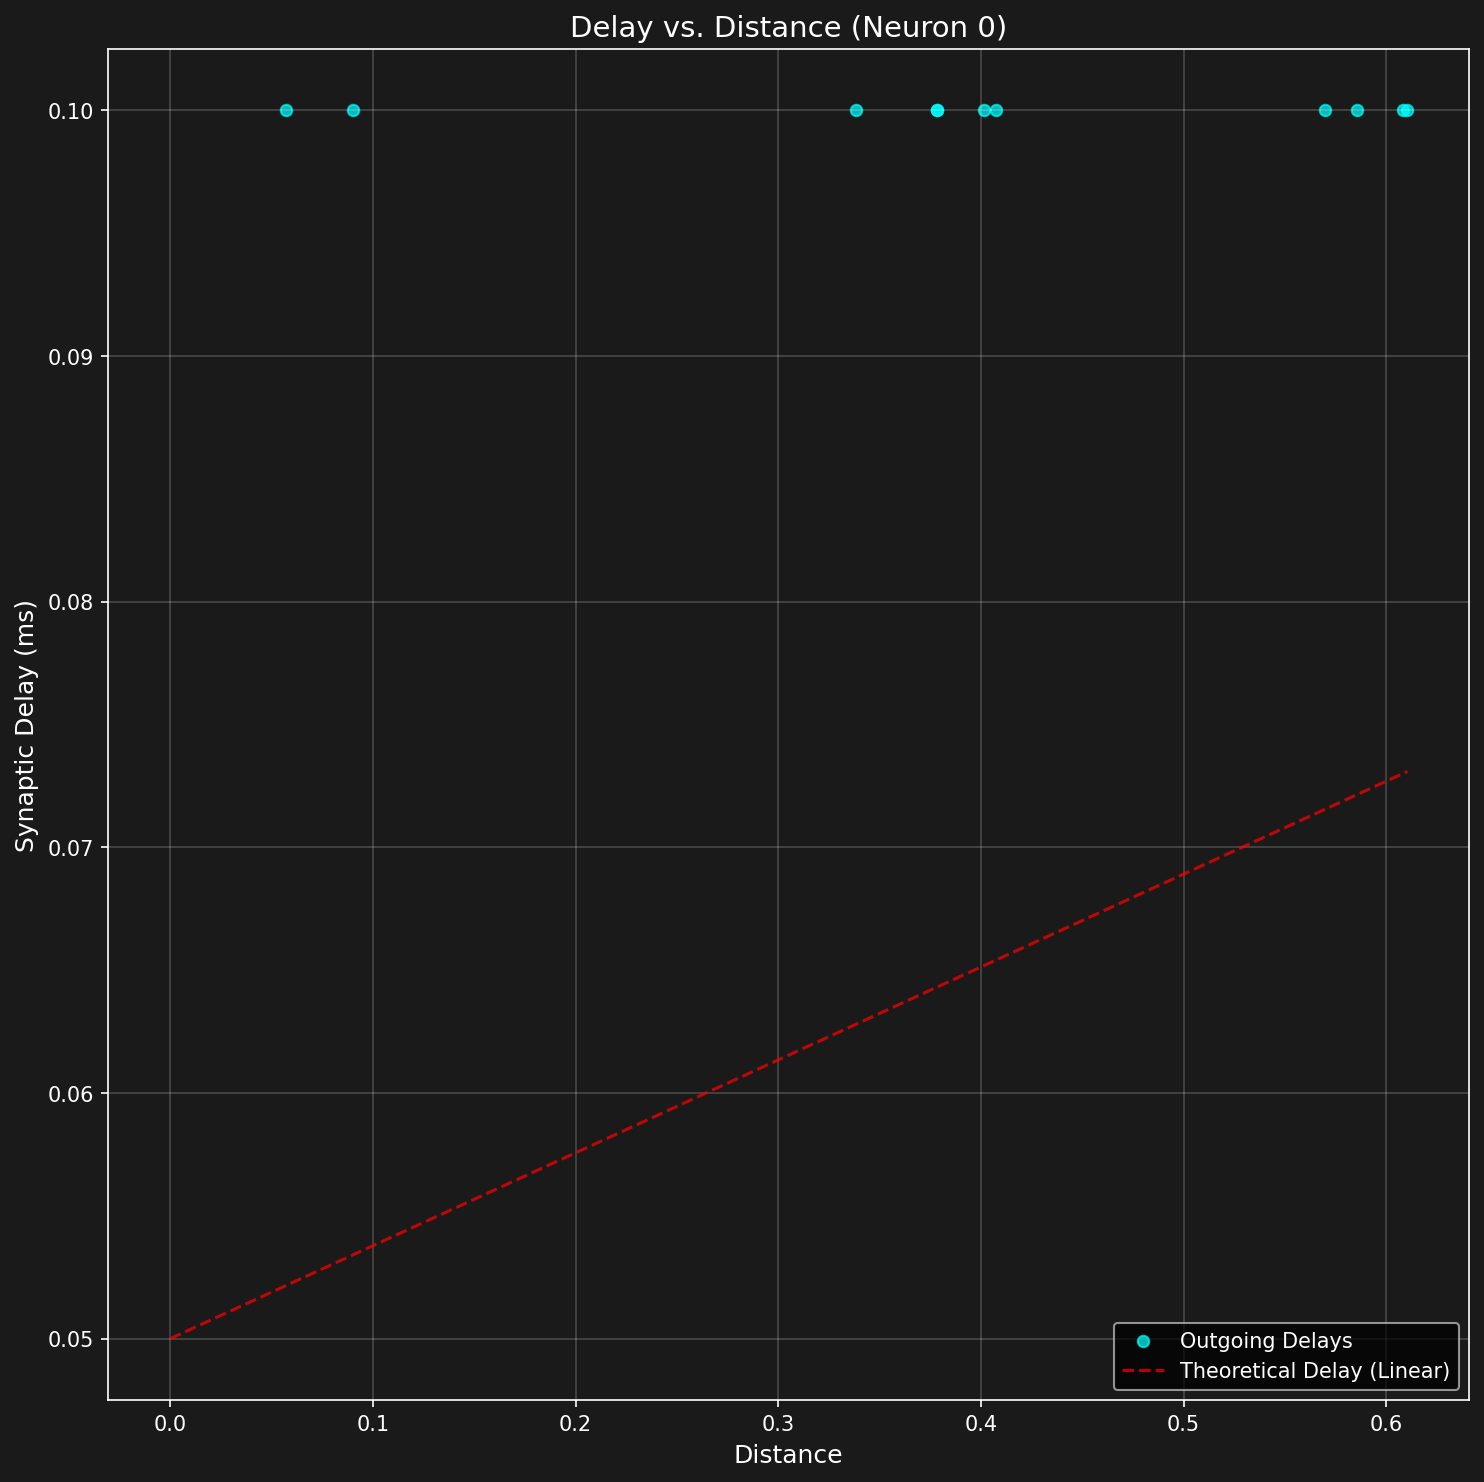 Delay vs. Distance (Neuron 0)
Synaptic Delay (ms)
0.10
0.09
0.08
0.07
0.06
0.05
0.0 0.1 0.2 0.3 0.4 0.5 0.6
Distance
Outgoing Delays
Theoretical Delay (Linear)